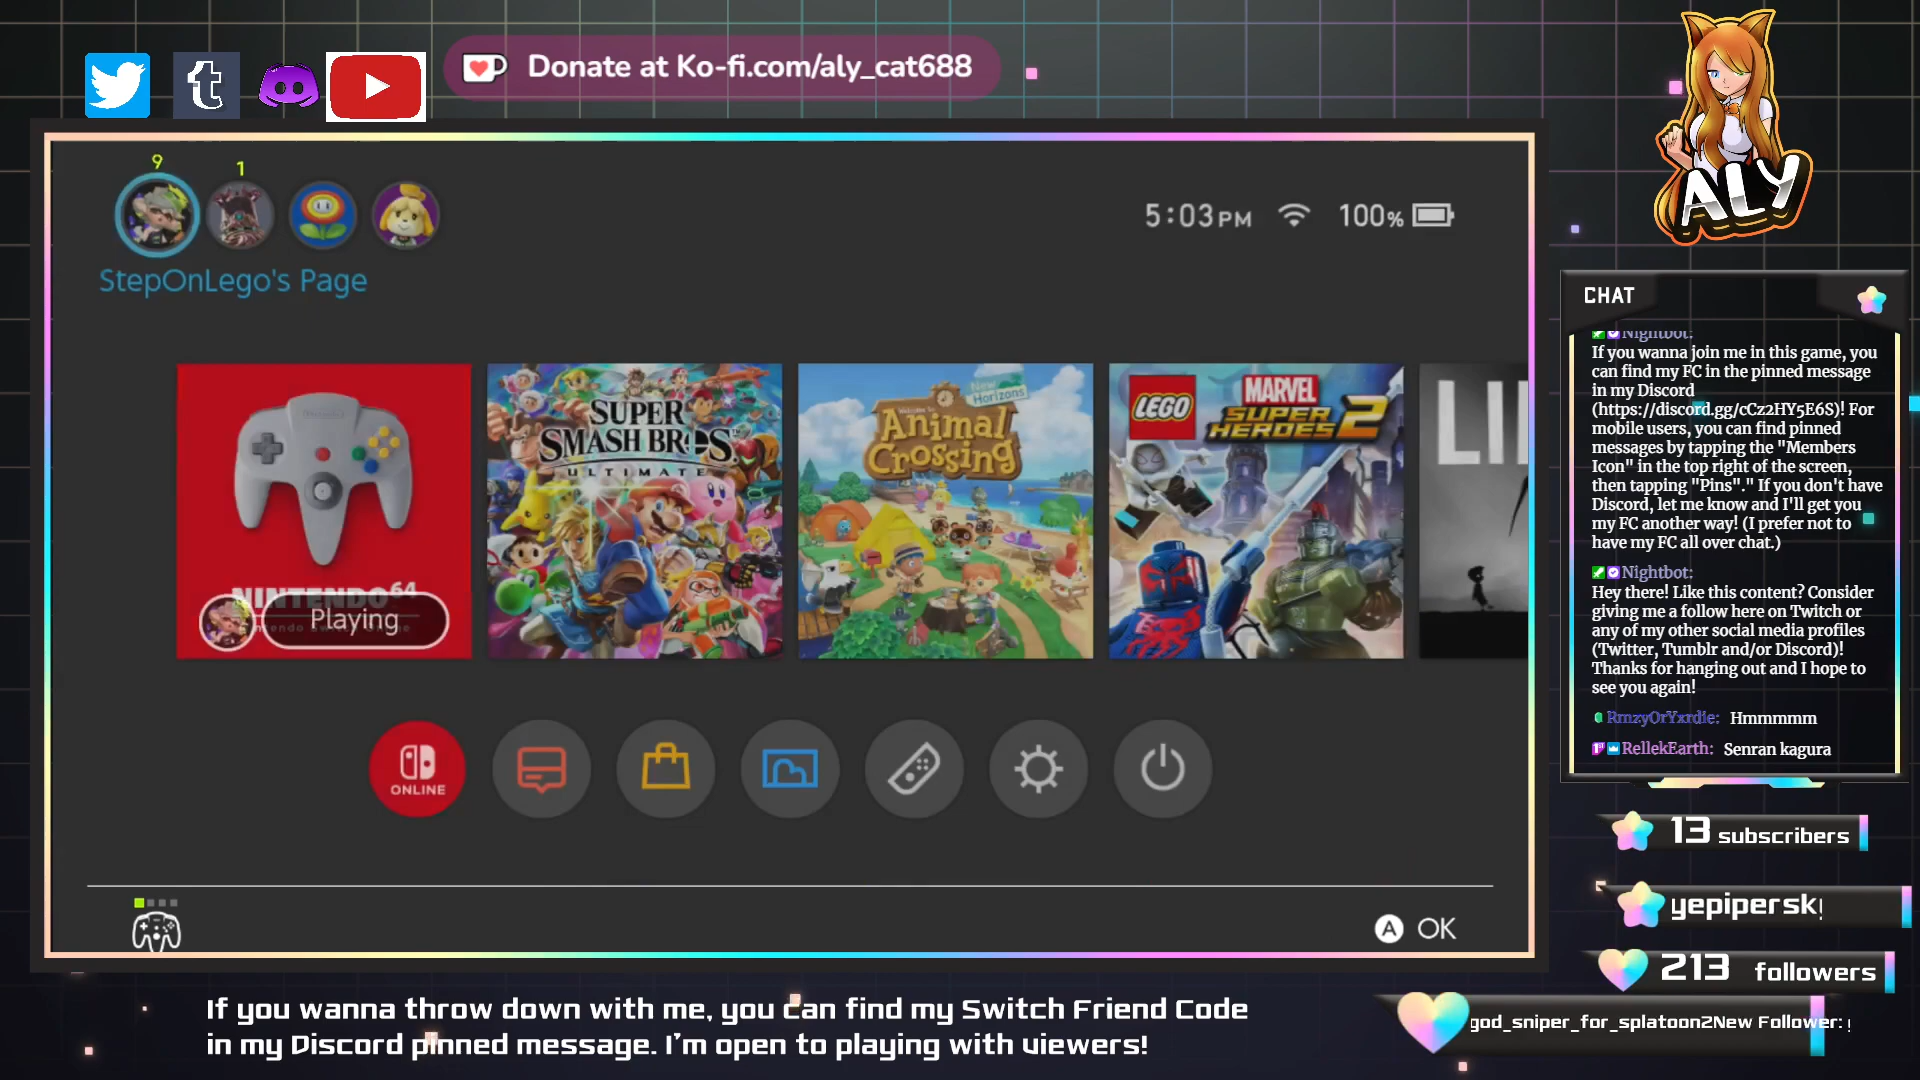 Donate at Ko-fi.com/aly_cat688
ALY
9
1
StepOnLego's Page
5:03 PM
100%
NINTENDO 64
Playing
SUPER
SMASH BROS.
ULTIMATE
Welcome to
New
Horizons
Animal
Crossing
LEGO
MARVEL
SUPER
HEROES 2
ONLINE
A OK
CHAT
Nightbot:
If you wanna join me in this game, you
can find my FC in the pinned message
in my Discord
(https://discord.gg/cCz2HY5E6S)! For
mobile users, you can find pinned
messages by tapping the "Members
Icon" in the top right of the screen,
then tapping "Pins"." If you don't have
Discord, let me know and I'll get you
my FC another way! (I prefer not to
have my FC all over chat.)
Nightbot:
Hey there! Like this content? Consider
giving me a follow here on Twitch or
any of my other social media profiles
(Twitter, Tumblr and/or Discord)!
Thanks for hanging out and I hope to
see you again!
RmzyOrYxrdie: Hmmmmm
RellekEarth: Senran kagura
13 subscribers
yepipersk
213 followers
god_sniper_for_splatoon2New Follower:
If you wanna throw down with me, you can find my Switch Friend Code
in my Discord pinned message. I'm open to playing with viewers!